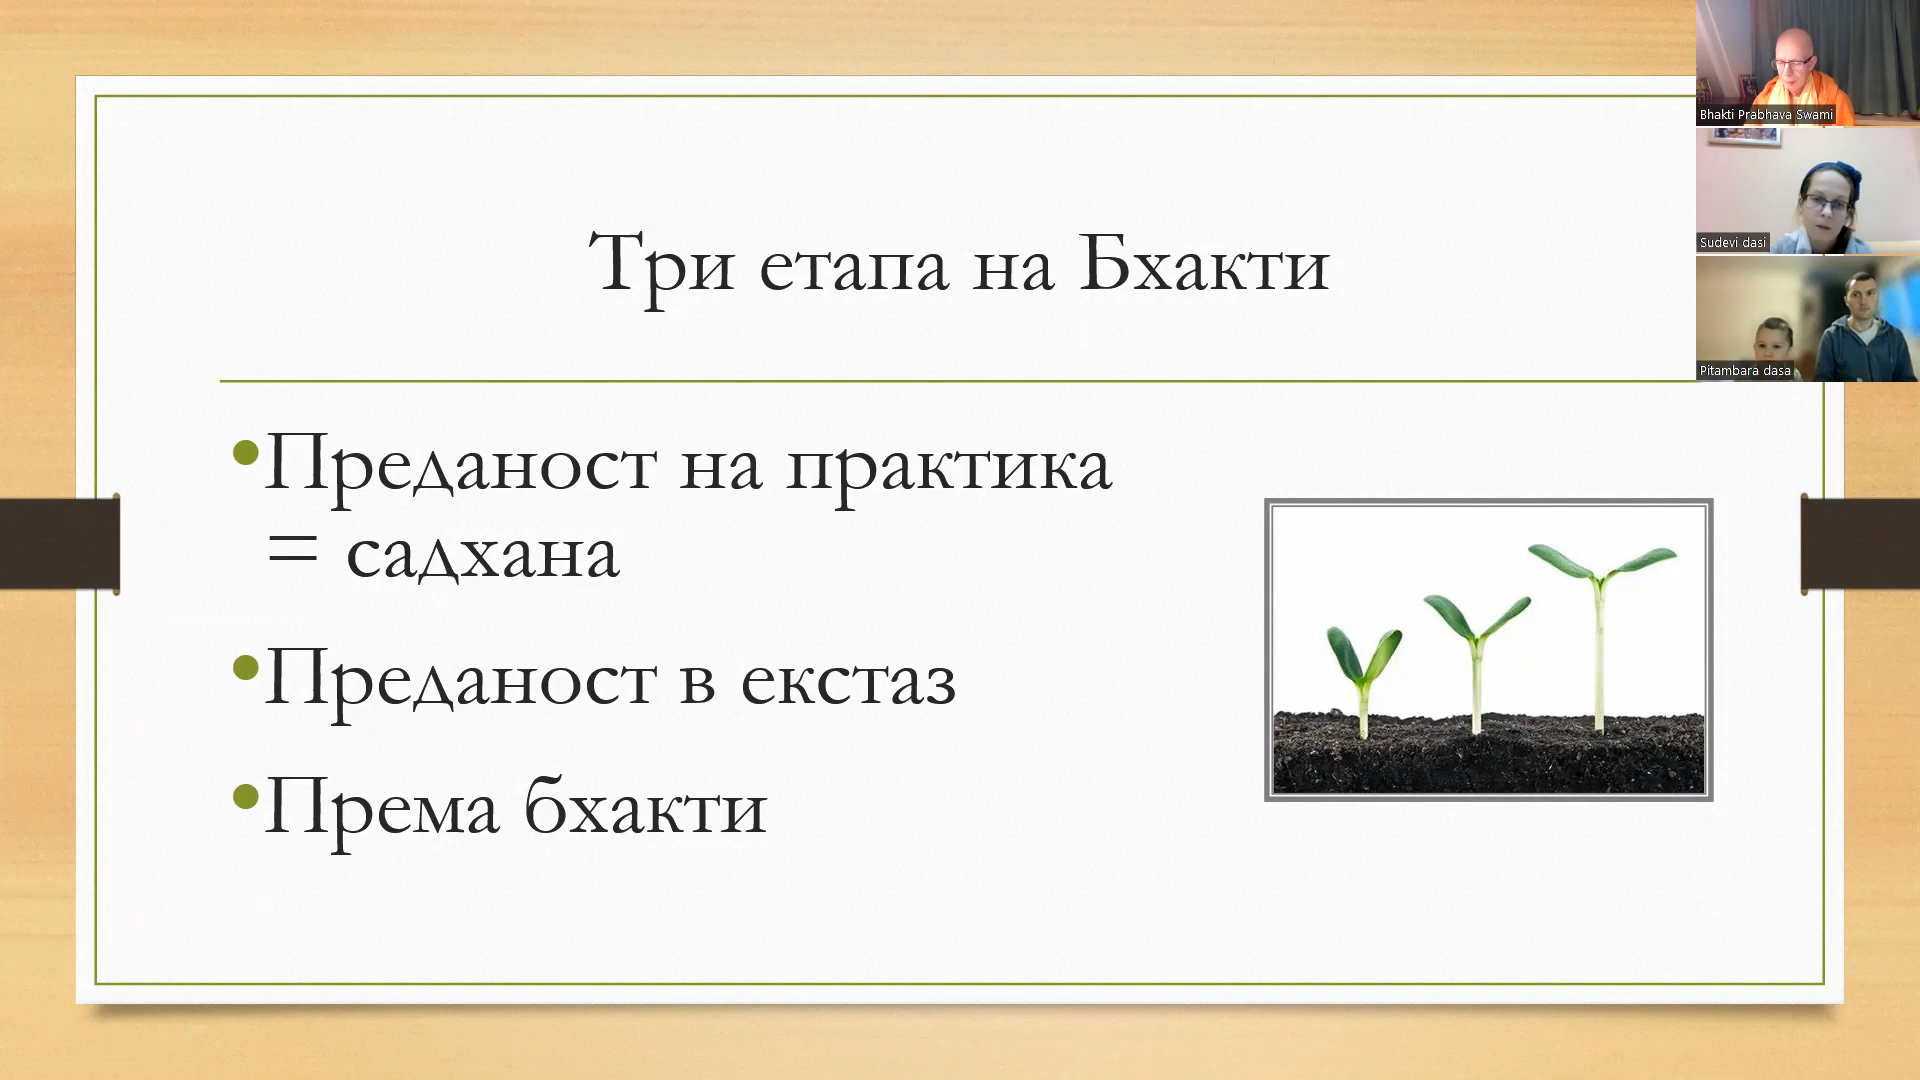 Три етапа на Бхакти
•Преданост на практика
= садхана
•Преданост в екстаз
•Према бхакти
Bhakti Prabhava Swami
Sudevi dasi
Pitambara dasa